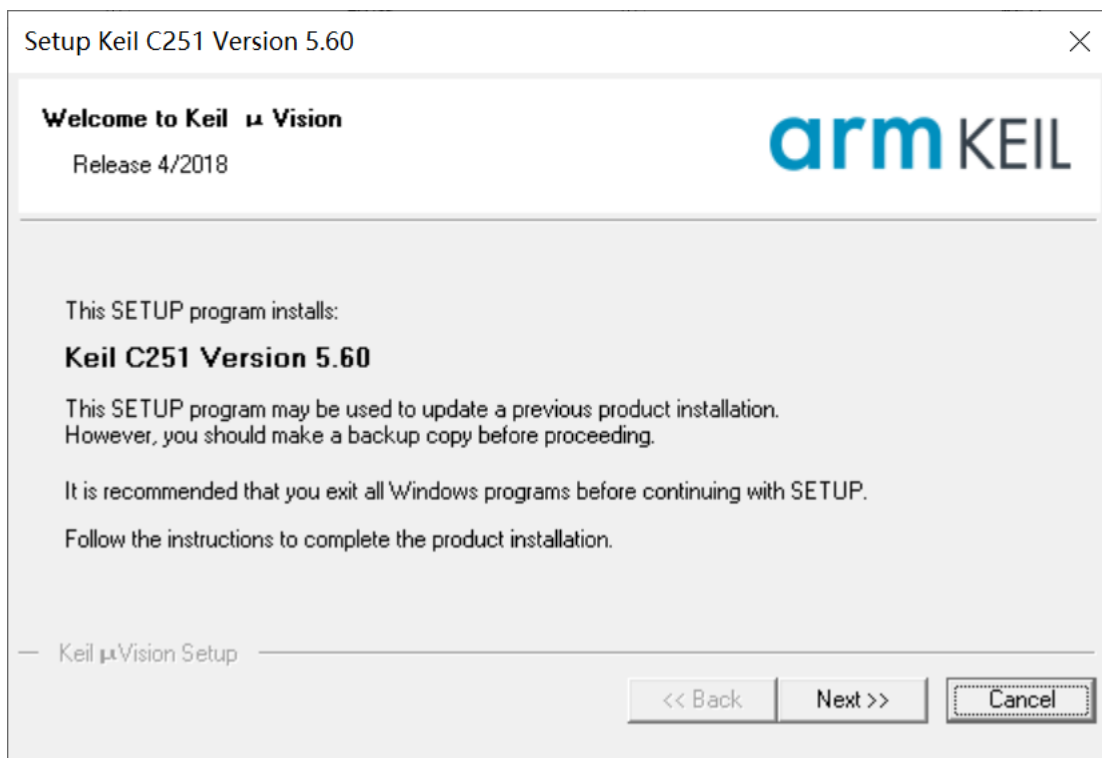 Setup Keil C251 Version 5.60
Welcome to Keil μ Vision
Release 4/2018
arm KEIL
This SETUP program installs:
Keil C251 Version 5.60
This SETUP program may be used to update a previous product installation.
However, you should make a backup copy before proceeding.
It is recommended that you exit all Windows programs before continuing with SETUP.
Follow the instructions to complete the product installation.
Keil μVision Setup
<< Back
Next >>
Cancel